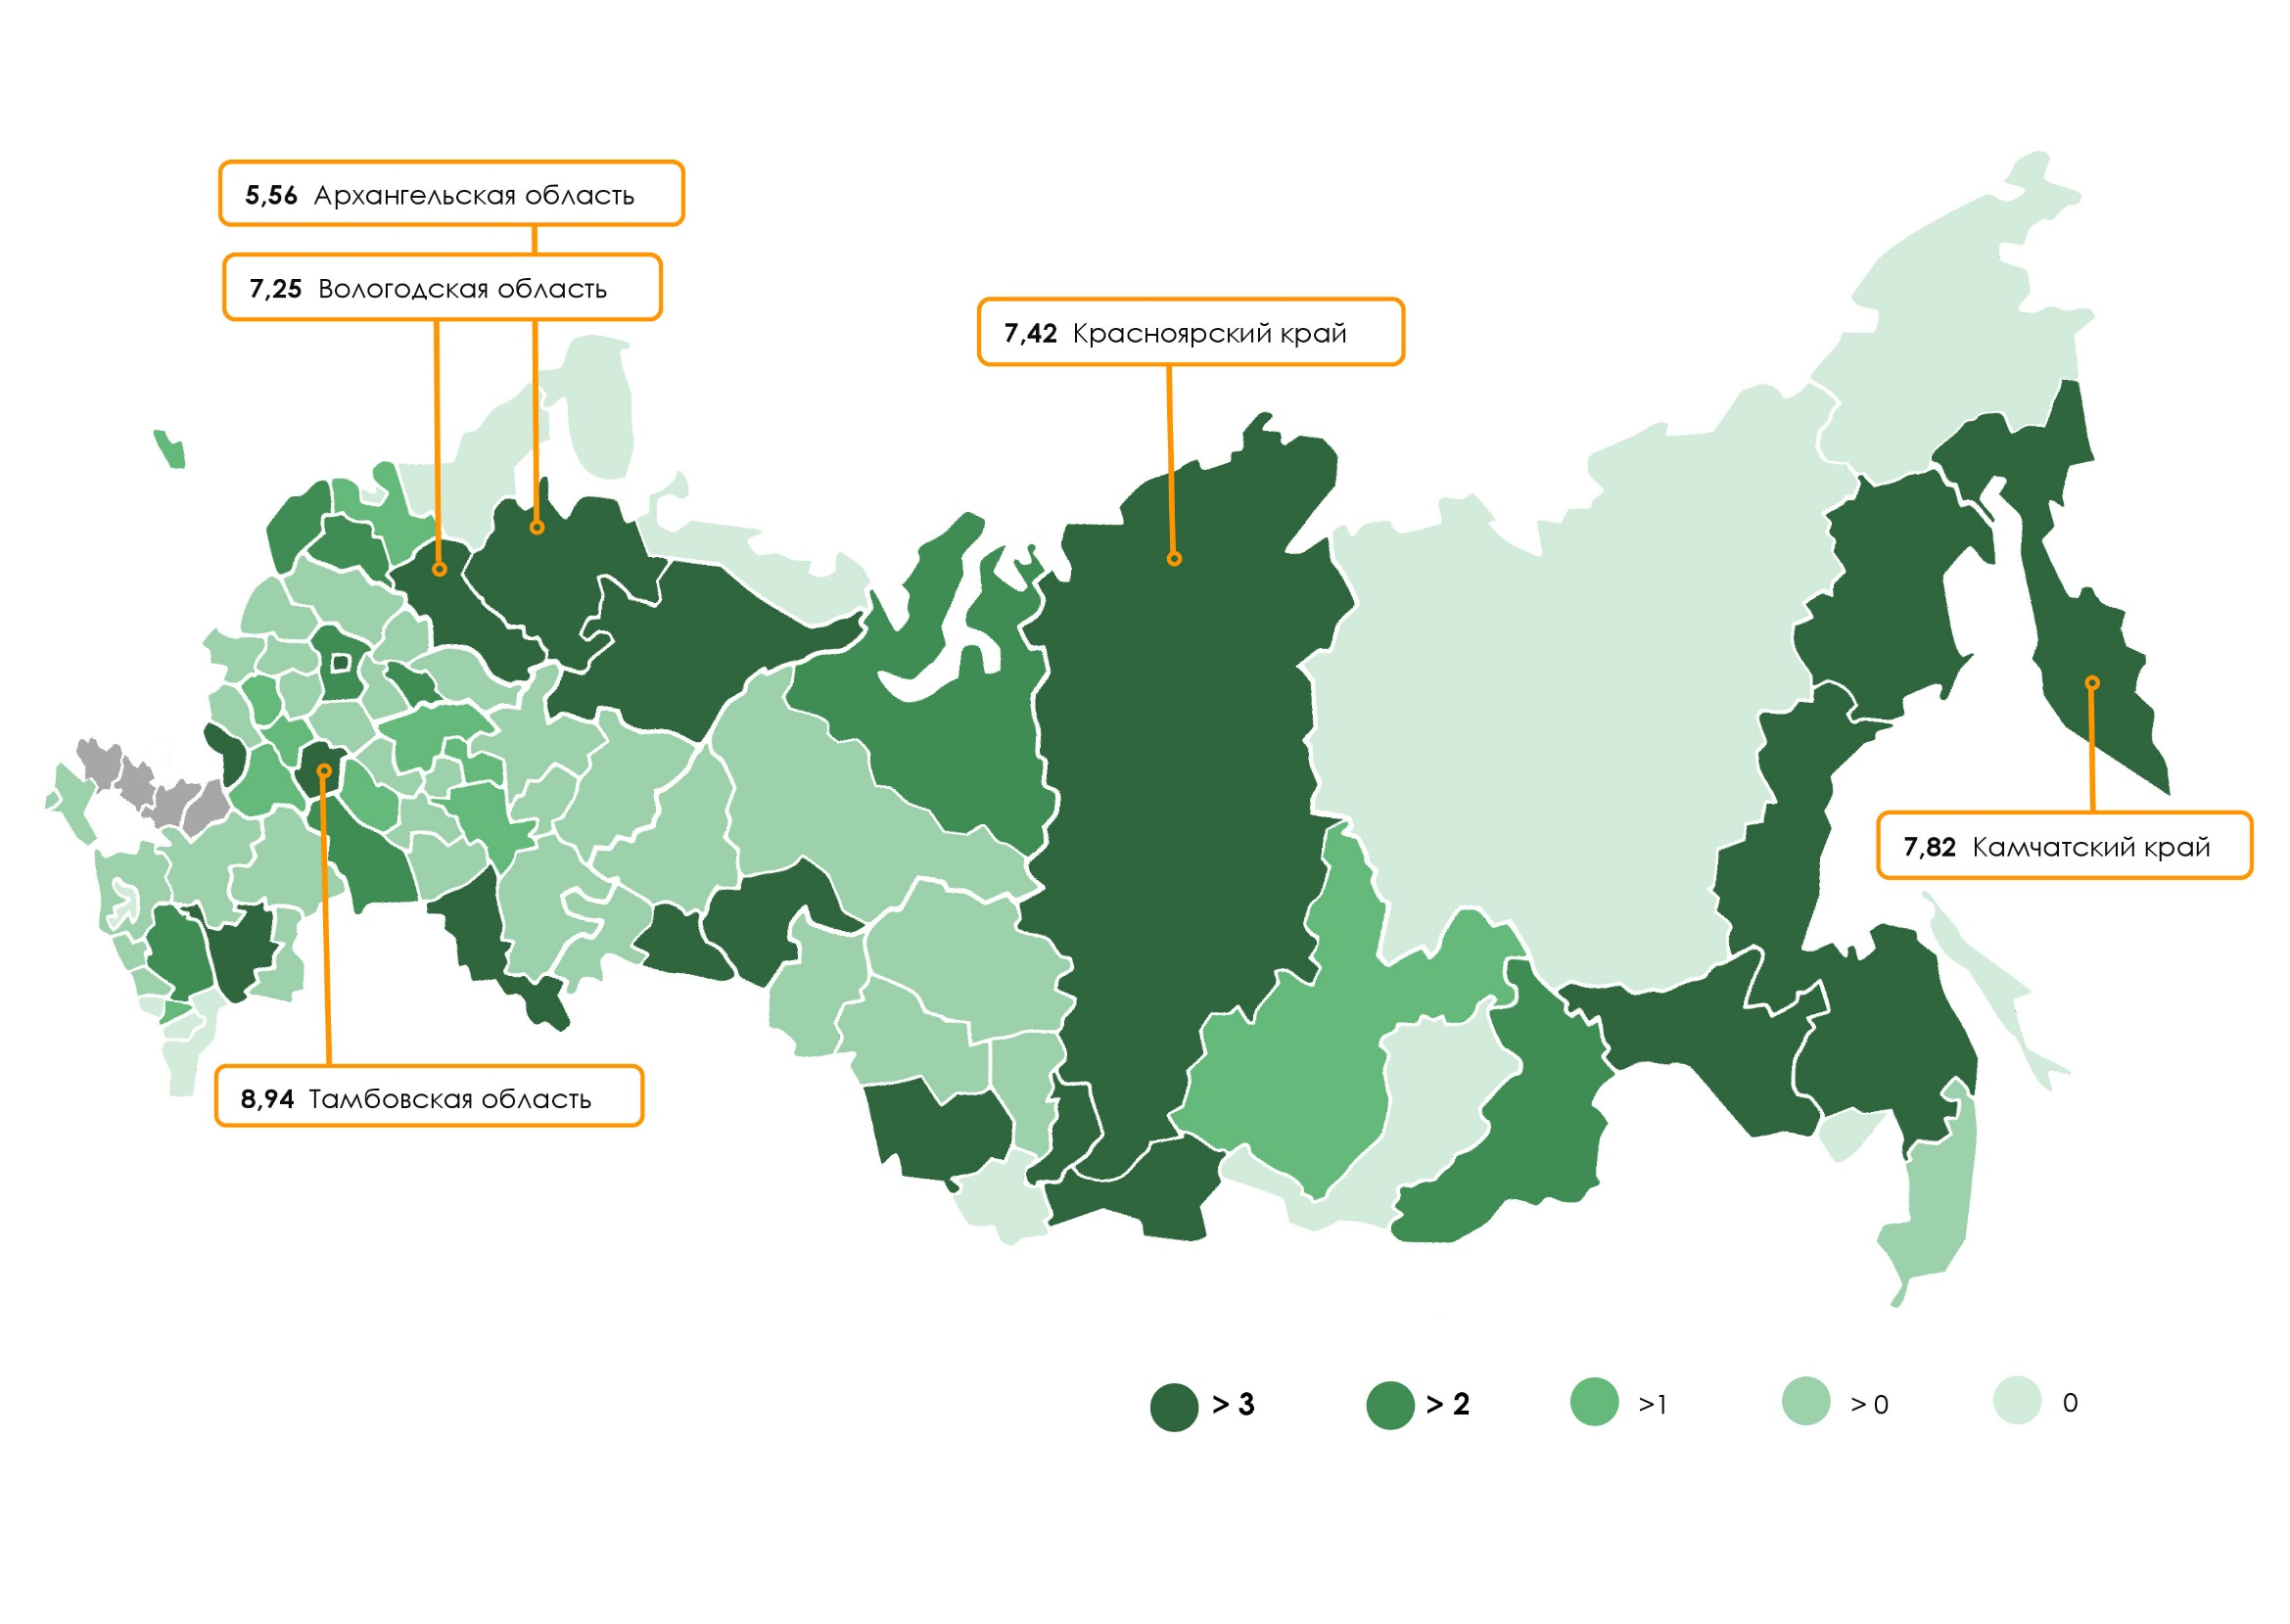 5,56 Архангельская область
7,25 Вологодская область
7,42 Красноярский край
7,82 Камчатский край
8,94 Тамбовская область
> 3
> 2
>1
> 0
0